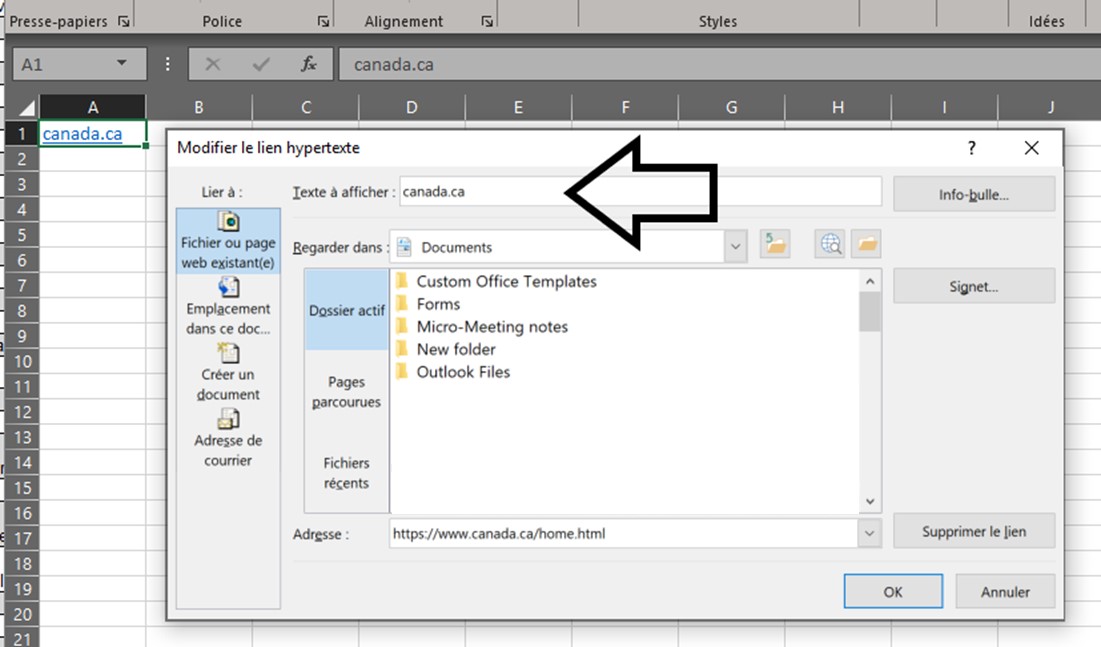 Presse-papiers Police Alignement Styles Idées
A1 fx canada.ca
A B C D E F G H I J
1 canada.ca
2
3
4
5
6
7
8
9
10
11
12
13
14
15
16
17
18
19
20
21
Modifier le lien hypertexte ?
Lier à :
Fichier ou page
web existant(e)
Emplacement
dans ce doc...
Créer un
document
Adresse de
courrier
Texte à afficher : canada.ca
Info-bulle...
Regarder dans : Documents
Dossier actif
Pages
parcourues
Fichiers
récents
Custom Office Templates
Forms
Micro-Meeting notes
New folder
Outlook Files
Signet...
Adresse : https://www.canada.ca/home.html
Supprimer le lien
OK Annuler